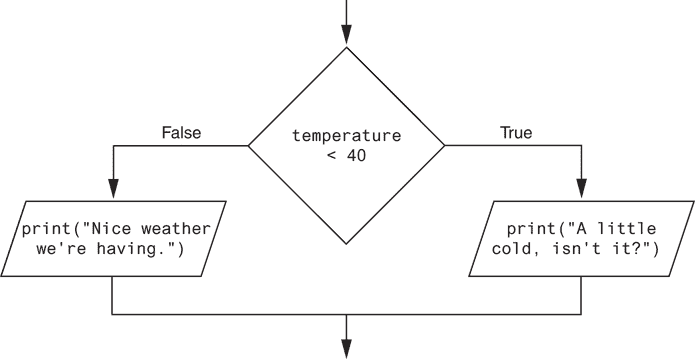 False
temperature
< 40
True
print("Nice weather
we're having.")
print("A little
cold, isn't it?")